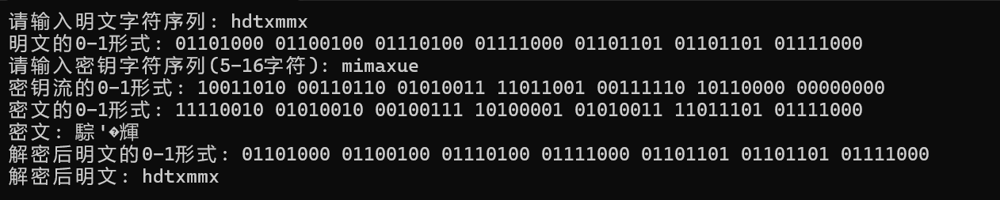 请输入明文字符序列: hdtxmmx
明文的0-1形式: 01101000 01100100 01110100 01111000 01101101 01101101 01111000
请输入密钥字符序列(5-16字符): mimaxue
密钥流的0-1形式: 10011010 00110110 01010011 11011001 00111110 10110000 00000000
密文的0-1形式: 11110010 01010010 00100111 10100001 01010011 11011101 01111000
密文: 騌'�輝
解密后明文的0-1形式: 01101000 01100100 01110100 01111000 01101101 01101101 01111000
解密后明文: hdtxmmx